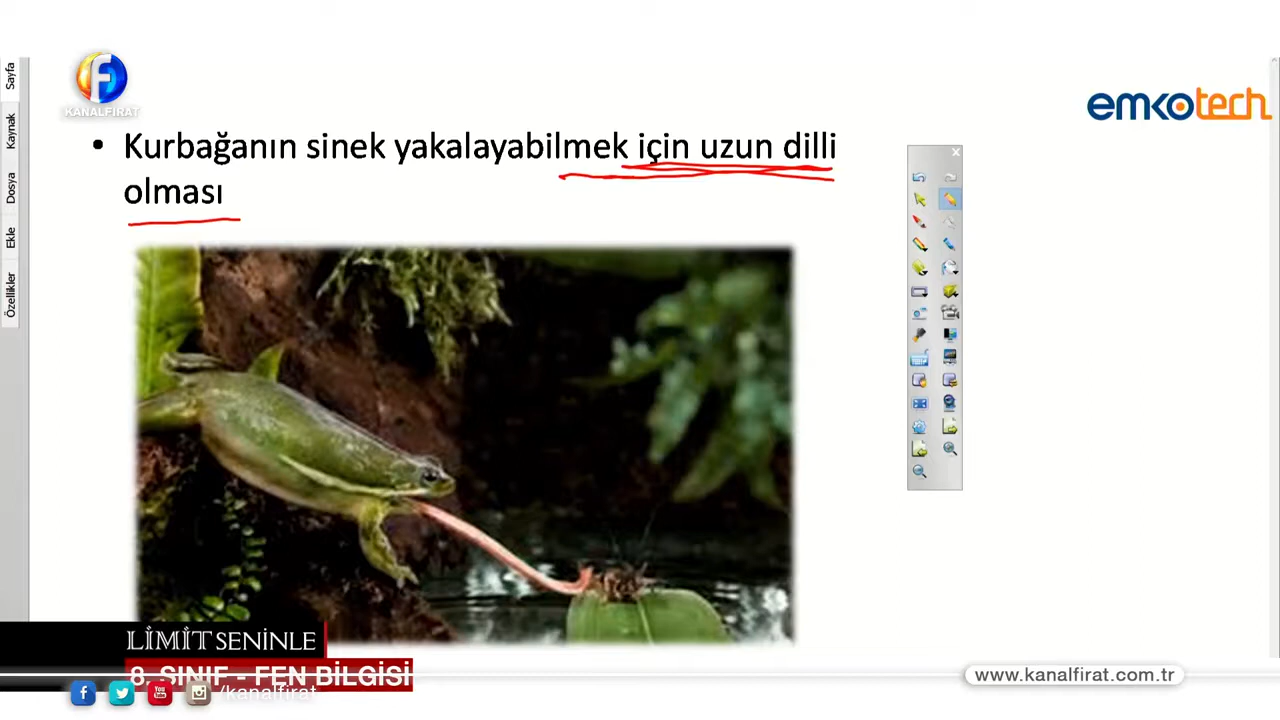 Sayfa
Kaynak
Dosya
Ekle
Özellikler
KANALFIRAT
emkotech
• Kurbağanın sinek yakalayabilmek için uzun dilli
olması
LİMİT SENİNLE
8. SINIF - FEN BİLGİSİ
/kanalfirat
www.kanalfirat.com.tr